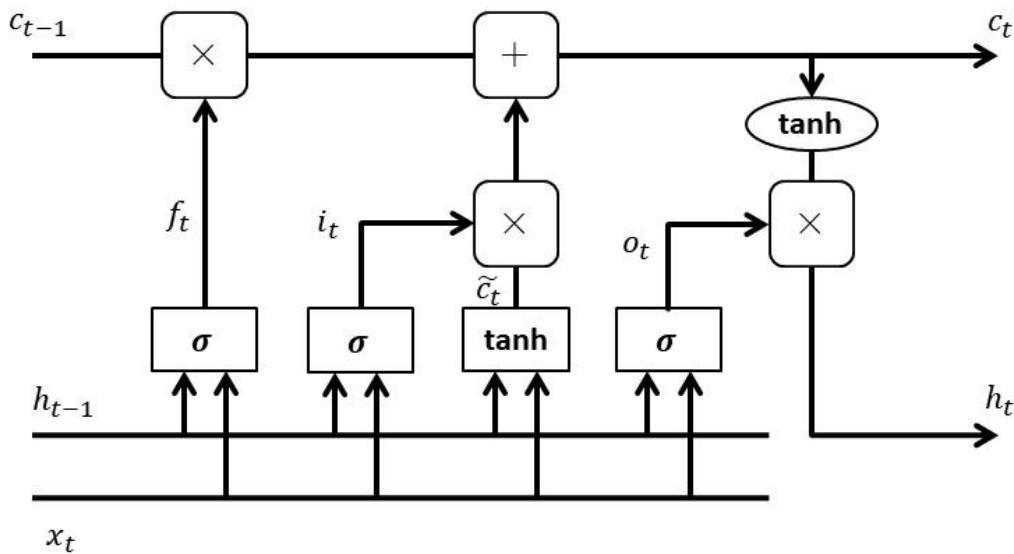 c_{t-1} × + c_t
tanh
f_t i_t × o_t ×
c̃_t
σ σ tanh σ
h_{t-1} h_t
x_t